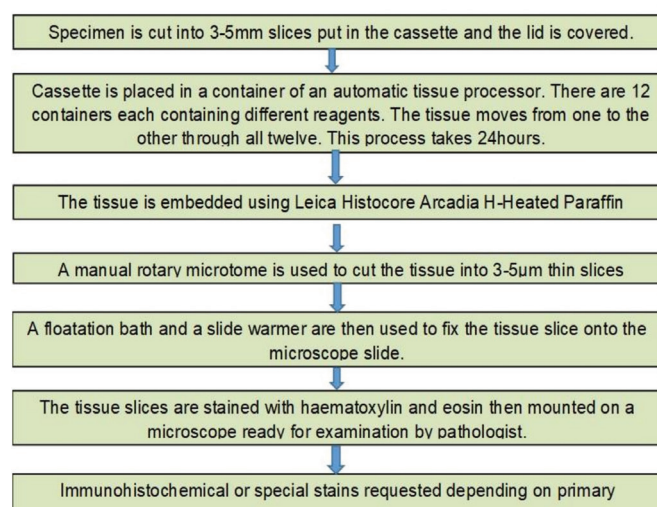 Specimen is cut into 3-5mm slices put in the cassette and the lid is covered.
Cassette is placed in a container of an automatic tissue processor. There are 12
containers each containing different reagents. The tissue moves from one to the
other through all twelve. This process takes 24hours.
The tissue is embedded using Leica Histocore Arcadia H-Heated Paraffin
A manual rotary microtome is used to cut the tissue into 3-5µm thin slices
A floatation bath and a slide warmer are then used to fix the tissue slice onto the
microscope slide.
The tissue slices are stained with haematoxylin and eosin then mounted on a
microscope ready for examination by pathologist.
Immunohistochemical or special stains requested depending on primary